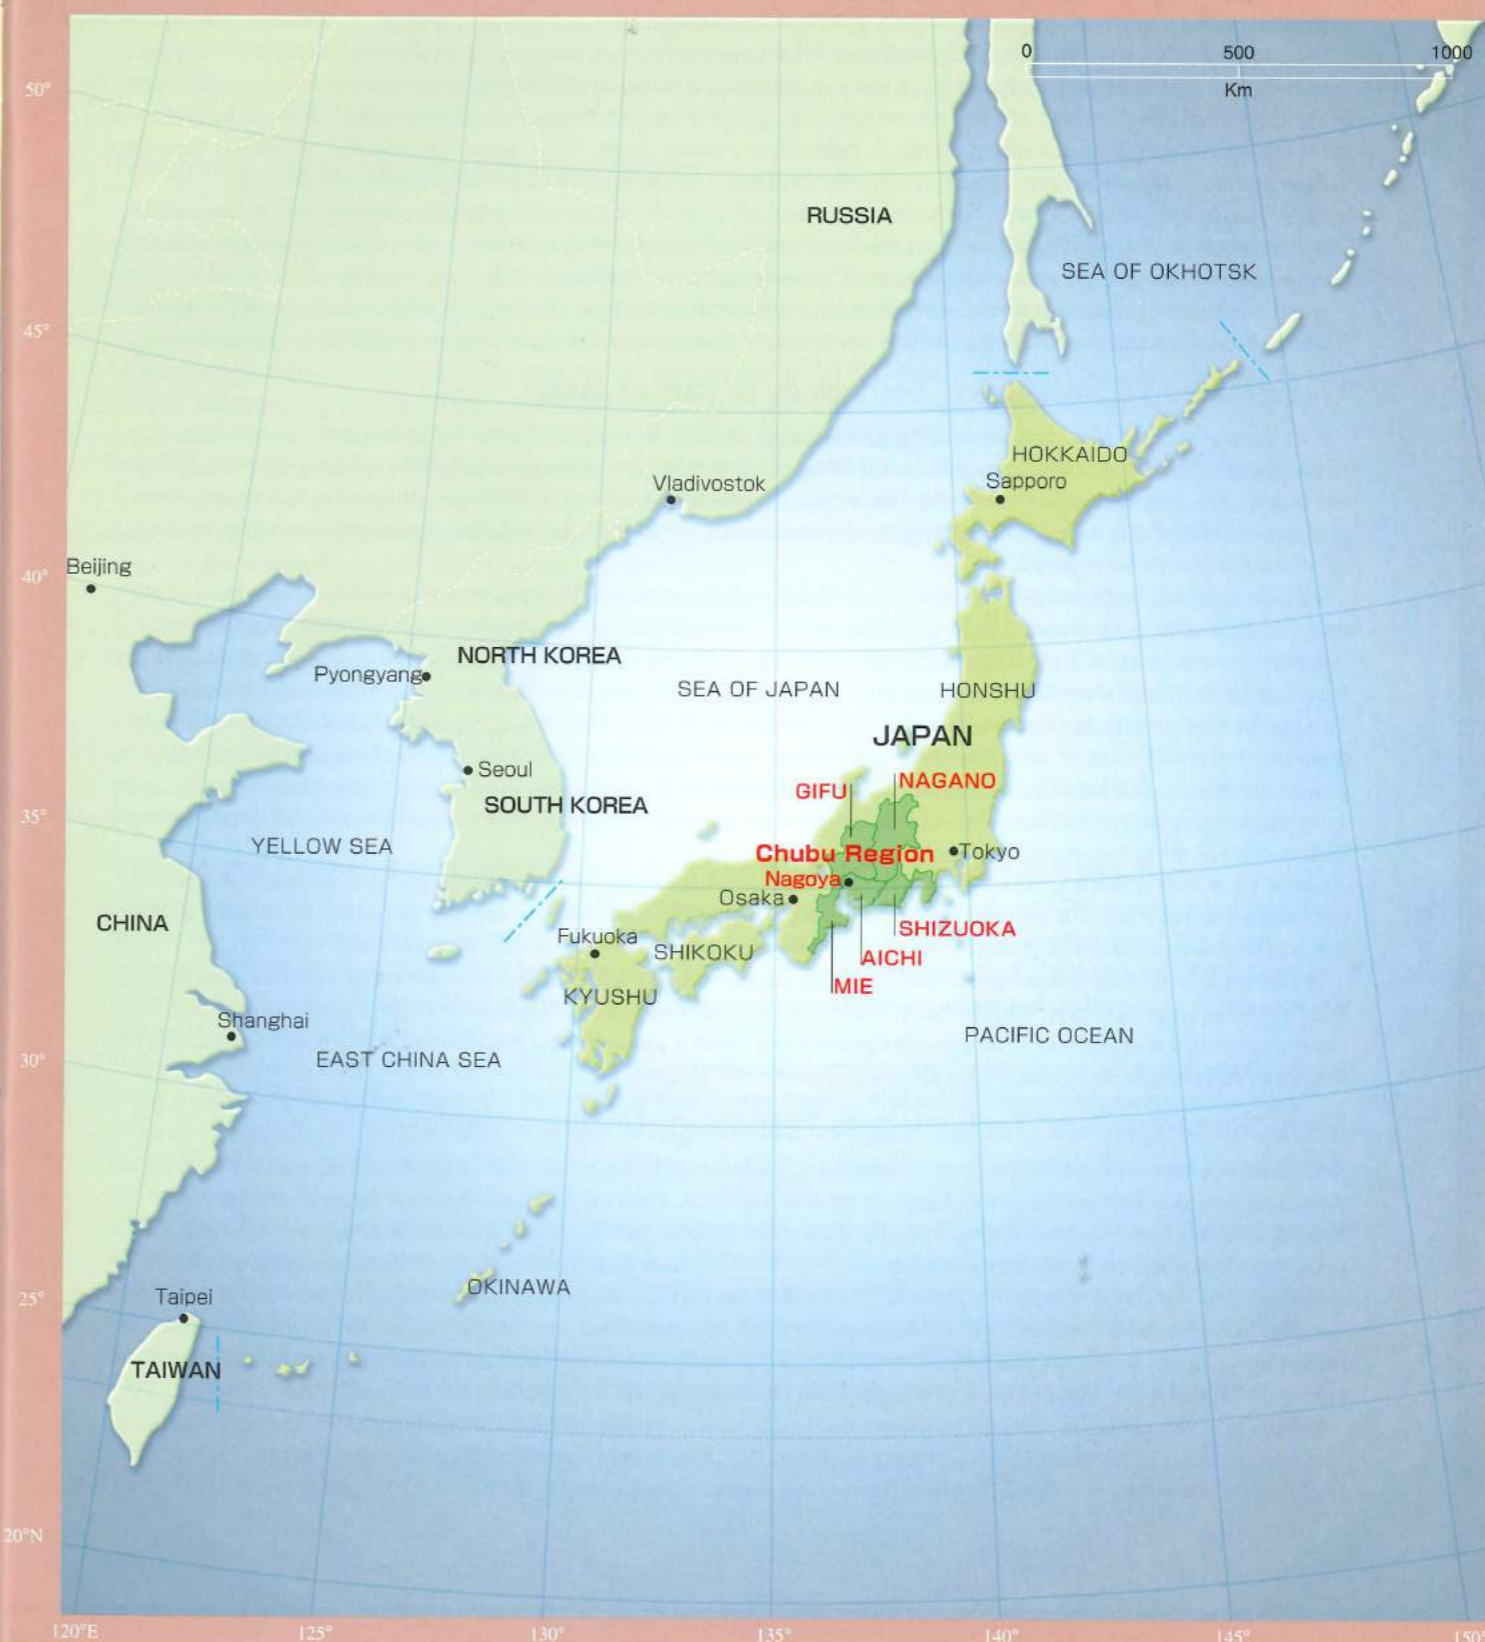 0 500 1000
Km
50°
RUSSIA
SEA OF OKHOTSK
45°
HOKKAIDO
Sapporo
Vladivostok
Beijing
40°
NORTH KOREA
Pyongyang
SEA OF JAPAN
HONSHU
JAPAN
Seoul
GIFU
NAGANO
SOUTH KOREA
35°
YELLOW SEA
Chubu Region
Tokyo
Nagoya
Osaka
CHINA
SHIZUOKA
Fukuoka
SHIKOKU
AICHI
MIE
KYUSHU
Shanghai
PACIFIC OCEAN
30°
EAST CHINA SEA
OKINAWA
25°
Taipei
TAIWAN
20°N
120°E 125° 130° 135° 140° 145° 150°